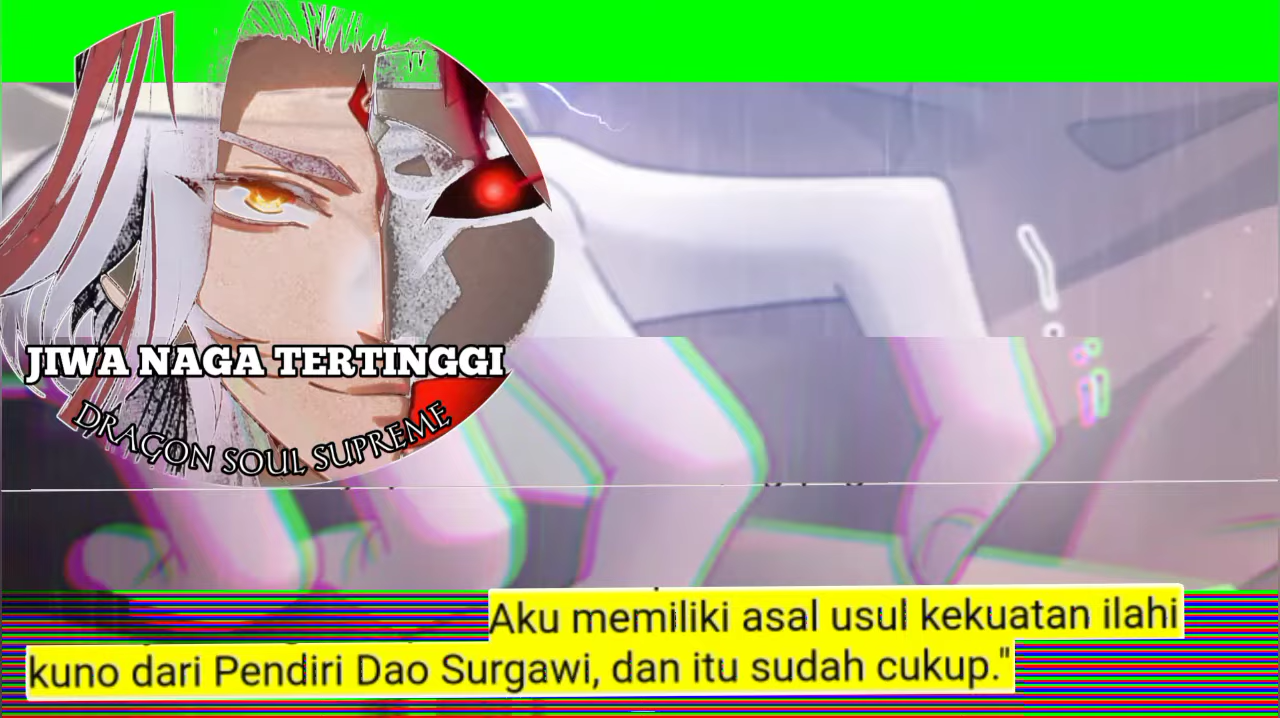 JIWA NAGA TERTINGGI
DRAGON SOUL SUPREME
Aku memiliki asal usul kekuatan ilahi
kuno dari Pendiri Dao Surgawi, dan itu sudah cukup."